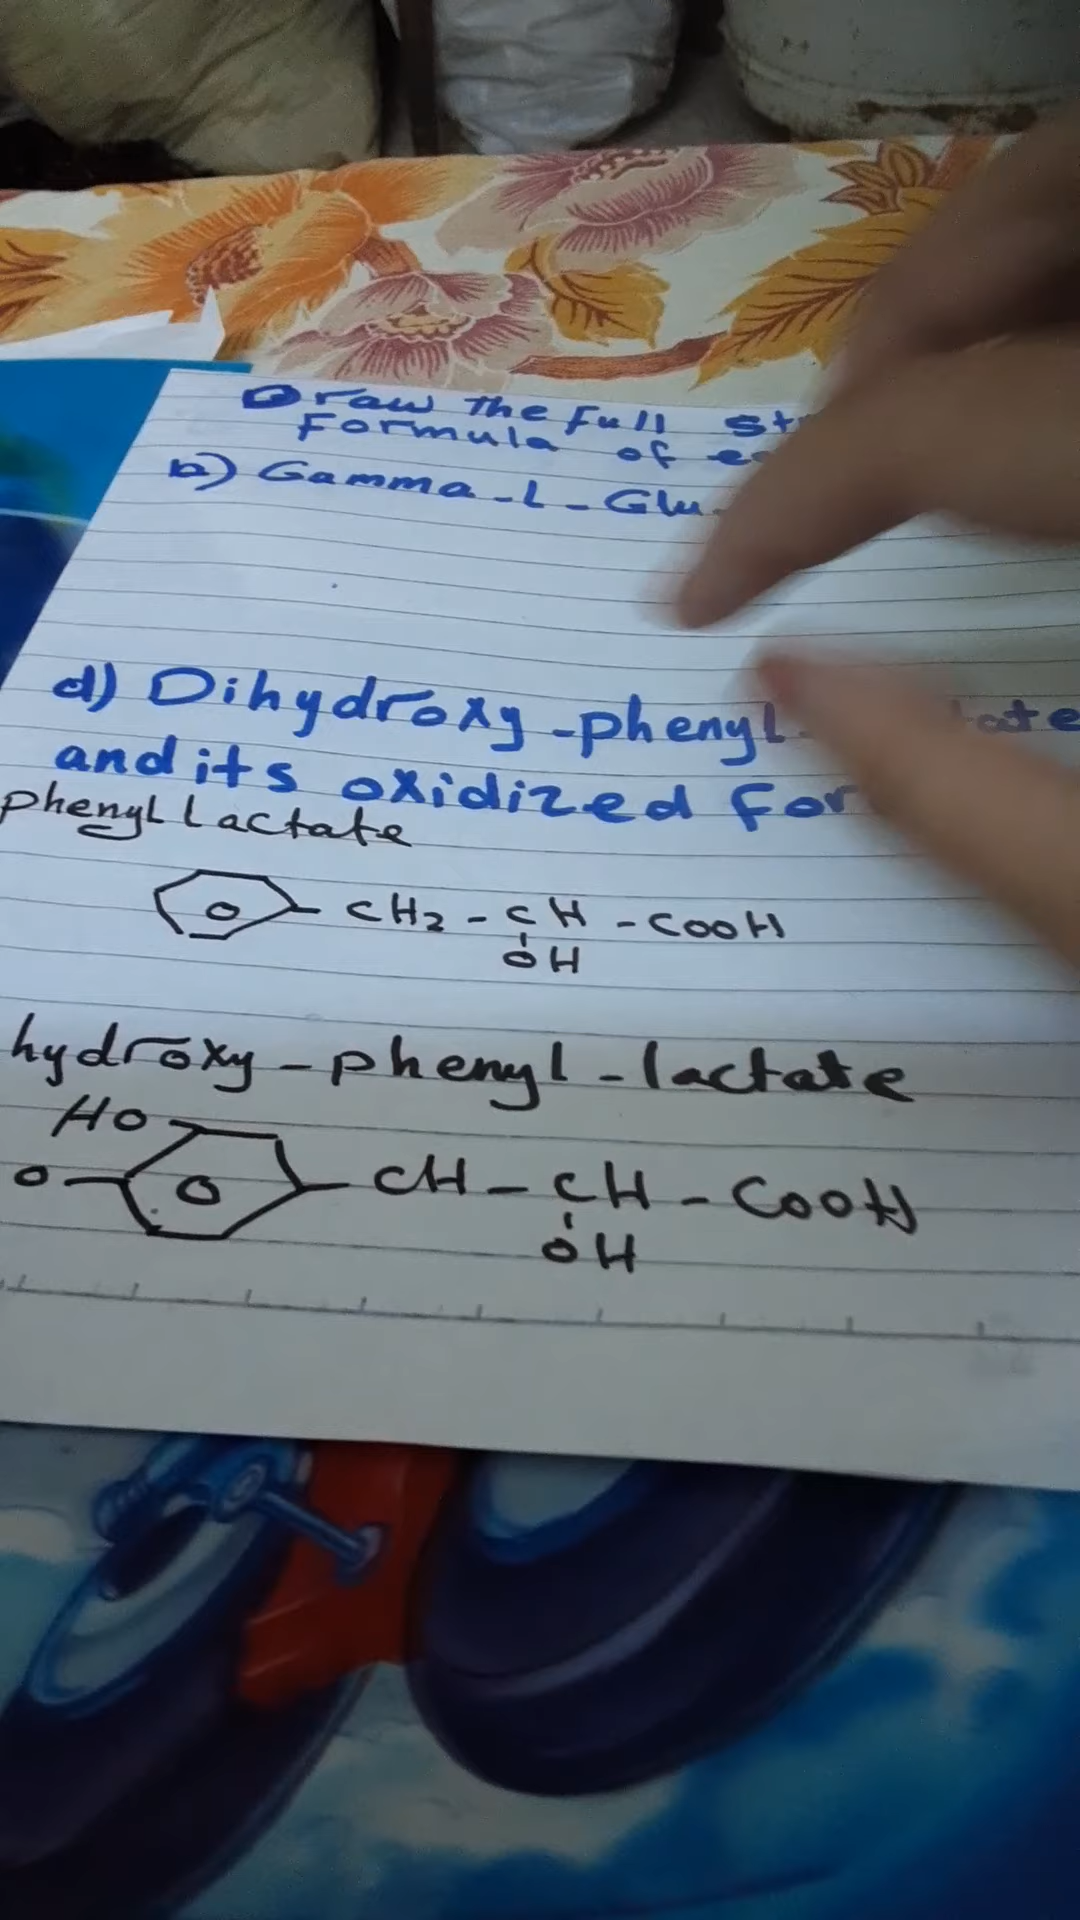 Draw the full
formula of
b) Gamma-L-Glu
d) Dihydroxy-phenyl
and its oxidized for
phenyl lactate
CH2 - CH - COOH
OH
hydroxy-phenyl-lactate
HO
O CH - CH - COOH
OH